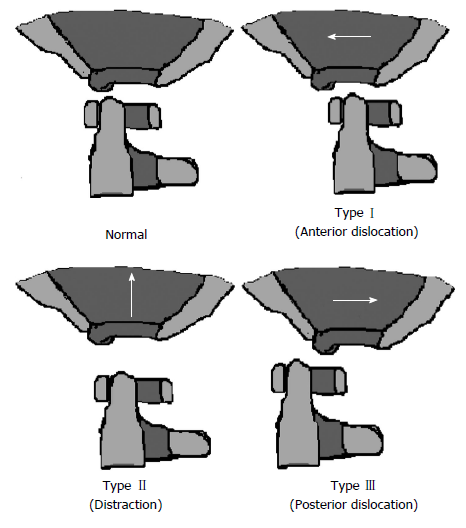 Normal
Type Ⅰ
(Anterior dislocation)
Type Ⅱ
(Distraction)
Type Ⅲ
(Posterior dislocation)